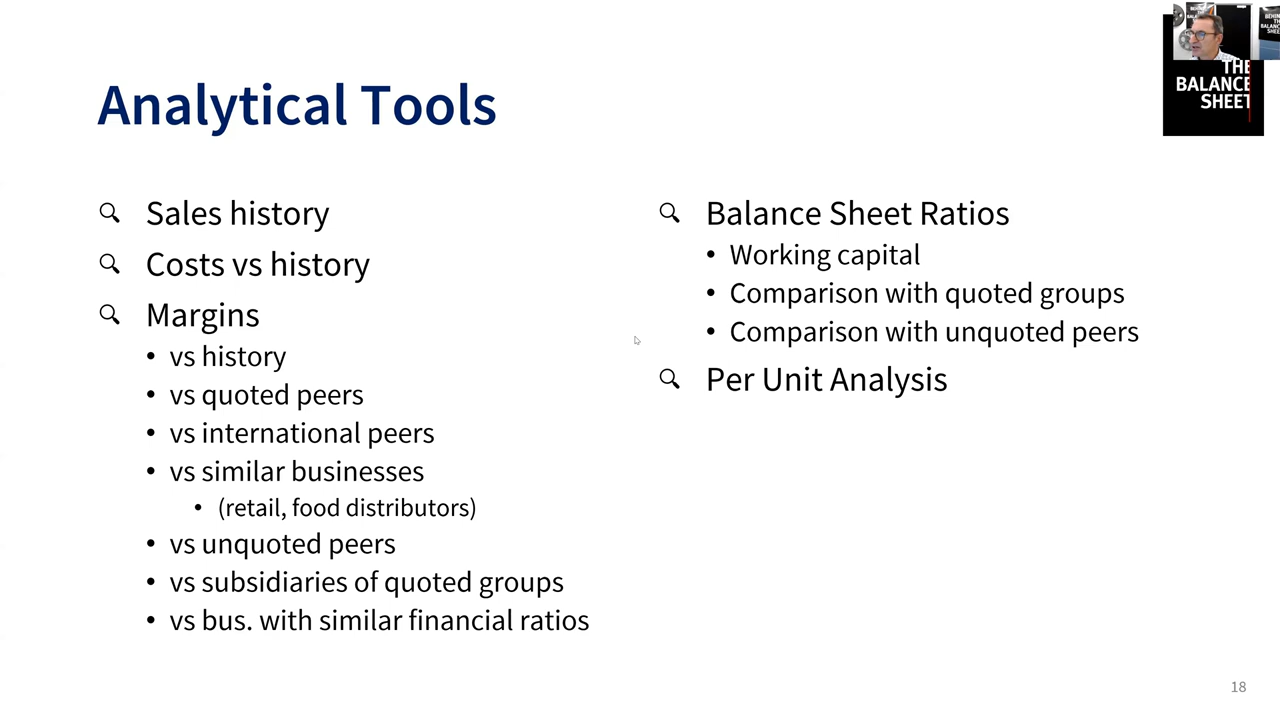 Analytical Tools
Sales history
Costs vs history
Margins
• vs history
• vs quoted peers
• vs international peers
• vs similar businesses
• (retail, food distributors)
• vs unquoted peers
• vs subsidiaries of quoted groups
• vs bus. with similar financial ratios
Balance Sheet Ratios
• Working capital
• Comparison with quoted groups
• Comparison with unquoted peers
Per Unit Analysis
THE
BALANCE
SHEET
18